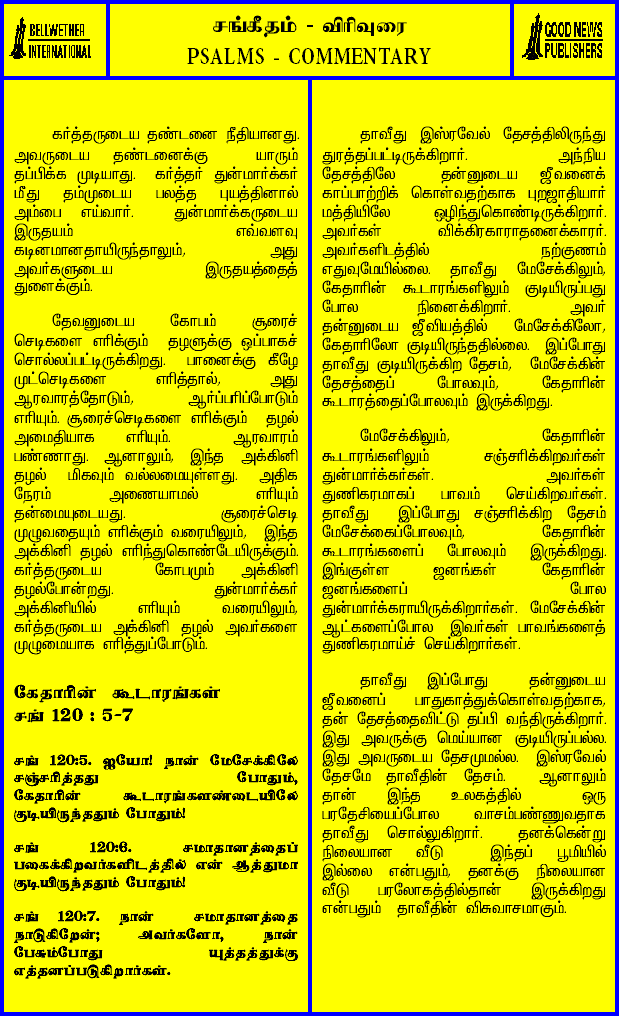 BELLWETHER
INTERNATIONAL
சங்கீதம் - விரிவுரை
PSALMS - COMMENTARY
GOOD NEWS
PUBLISHERS
கர்த்தருடைய தண்டனை நீதியானது.
அவருடைய தண்டனைக்கு யாரும்
தப்பிக்க முடியாது. கர்த்தர் துன்மார்க்கர்
மீது தம்முடைய பலத்த புயத்தினால்
அம்பை எய்வார். துன்மார்க்கருடைய
இருதயம் எவ்வளவு
கடினமானதாயிருந்தாலும், அது
அவர்களுடைய இருதயத்தைத்
துளைக்கும்.
தேவனுடைய கோபம் சூரைச்
செடிகளை எரிக்கும் தழலுக்கு ஒப்பாகச்
சொல்லப்பட்டிருக்கிறது. பானைக்கு கீழே
முட்செடிகளை எரித்தால், அது
ஆரவாரத்தோடும், ஆர்ப்பரிப்போடும்
எரியும். சூரைச்செடிகளை எரிக்கும் தழல்
அமைதியாக எரியும். ஆரவாரம்
பண்ணாது. ஆனாலும், இந்த அக்கினி
தழல் மிகவும் வல்லமையுள்ளது. அதிக
நேரம் அணையாமல் எரியும்
தன்மையுடையது. சூரைச்செடி
முழுவதையும் எரிக்கும் வரையிலும், இந்த
அக்கினி தழல் எரிந்துகொண்டேயிருக்கும்.
கர்த்தருடைய கோபமும் அக்கினி
தழல்போன்றது. துன்மார்க்கர்
அக்கினியில் எரியும் வரையிலும்,
கர்த்தருடைய அக்கினி தழல் அவர்களை
முழுமையாக எரித்துப்போடும்.
கேதாரின் கூடாரங்கள்
சங் 120 : 5-7
சங் 120:5. ஐயோ! நான் மேசேக்கிலே
சஞ்சரித்தது போதும்,
கேதாரின் கூடாரங்களண்டையிலே
குடியிருந்ததும் போதும்!
சங் 120:6. சமாதானத்தைப்
பகைக்கிறவர்களிடத்தில் என் ஆத்துமா
குடியிருந்ததும் போதும்!
சங் 120:7. நான் சமாதானத்தை
நாடுகிறேன்; அவர்களோ, நான்
பேசும்போது யுத்தத்துக்கு
எத்தனப்படுகிறார்கள்.
தாவீது இஸ்ரவேல் தேசத்திலிருந்து
துரத்தப்பட்டிருக்கிறார். அந்நிய
தேசத்திலே தன்னுடைய ஜீவனைக்
காப்பாற்றிக் கொள்வதற்காக புறஜாதியார்
மத்தியிலே ஒழிந்துகொண்டிருக்கிறார்.
அவர்கள் விக்கிரகாராதனைக்காரர்.
அவர்களிடத்தில் நற்குணம்
எதுவுமேயில்லை. தாவீது மேசேக்கிலும்,
கேதாரின் கூடாரங்களிலும் குடியிருப்பது
போல நினைக்கிறார். அவர்
தன்னுடைய ஜீவியத்தில் மேசேக்கிலோ,
கேதாரிலோ குடியிருந்ததில்லை. இப்போது
தாவீது குடியிருக்கிற தேசம், மேசேக்கின்
தேசத்தைப் போலவும், கேதாரின்
கூடாரத்தைப்போலவும் இருக்கிறது.
மேசேக்கிலும், கேதாரின்
கூடாரங்களிலும் சஞ்சரிக்கிறவர்கள்
துன்மார்க்கர்கள். அவர்கள்
துணிகரமாகப் பாவம் செய்கிறவர்கள்.
தாவீது இப்போது சஞ்சரிக்கிற தேசம்
மேசேக்கைப்போலவும், கேதாரின்
கூடாரங்களைப் போலவும் இருக்கிறது.
இங்குள்ள ஜனங்கள் கேதாரின்
ஜனங்களைப் போல
துன்மார்க்கராயிருக்கிறார்கள். மேசேக்கின்
ஆட்களைப்போல இவர்கள் பாவங்களைத்
துணிகரமாய்ச் செய்கிறார்கள்.
தாவீது இப்போது தன்னுடைய
ஜீவனைப் பாதுகாத்துக்கொள்வதற்காக,
தன் தேசத்தைவிட்டு தப்பி வந்திருக்கிறார்.
இது அவருக்கு மெய்யான குடியிருப்பல்ல.
இது அவருடைய தேசமுமல்ல. இஸ்ரவேல்
தேசமே தாவீதின் தேசம். ஆனாலும்
தான் இந்த உலகத்தில் ஒரு
பரதேசியைப்போல வாசம்பண்ணுவதாக
தாவீது சொல்லுகிறார். தனக்கென்று
நிலையான வீடு இந்தப் பூமியில்
இல்லை என்பதும், தனக்கு நிலையான
வீடு பரலோகத்தில்தான் இருக்கிறது
என்பதும் தாவீதின் விசுவாசமாகும்.